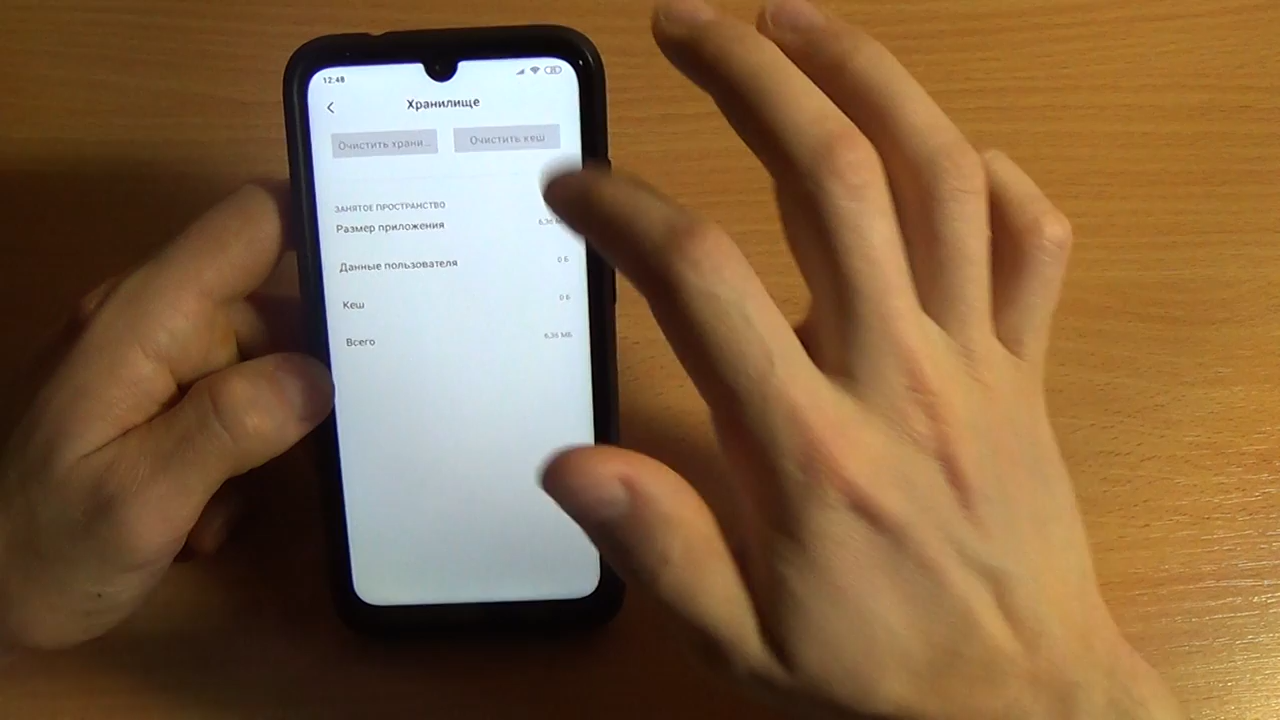 12:48
Хранилище
Очистить храни...
Очистить кеш
ЗАНЯТОЕ ПРОСТРАНСТВО
Размер приложения 6,36
Данные пользователя 0 Б
Кеш 0 Б
Всего 6,36 МБ